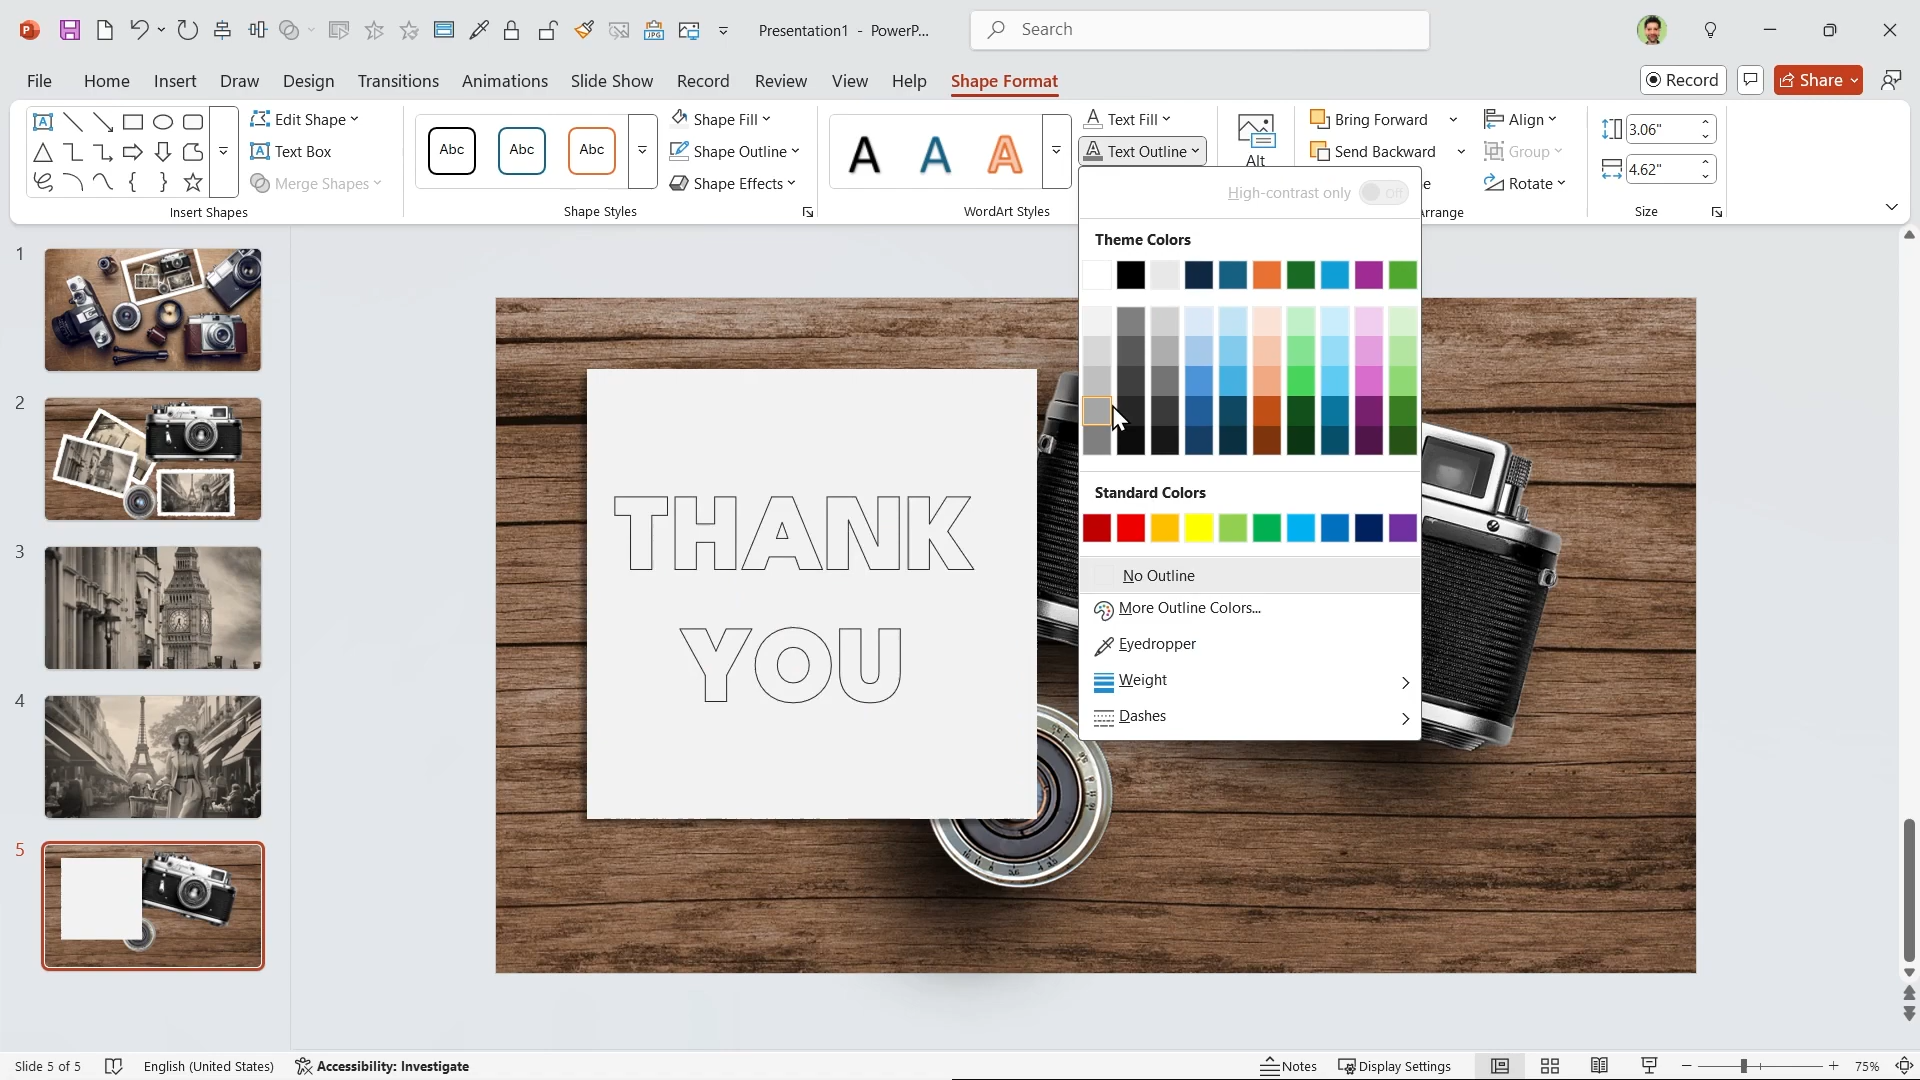 Presentation1 - PowerP...
Search
File Home Insert Draw Design Transitions Animations Slide Show Record Review View Help Shape Format
Record Share
Edit Shape
Text Box
Merge Shapes
Insert Shapes
Abc Abc Abc
Shape Fill
Shape Outline
Shape Effects
Shape Styles
A A A
WordArt Styles
Text Fill
Text Outline
Alt
Bring Forward
Send Backward
Align
Group
Rotate
3.06"
4.62"
Size
High-contrast only Off
Theme Colors
Standard Colors
No Outline
More Outline Colors...
Eyedropper
Weight
Dashes
1
2
3
4
5
THANK
YOU
Slide 5 of 5 English (United States) Accessibility: Investigate Notes Display Settings 75%